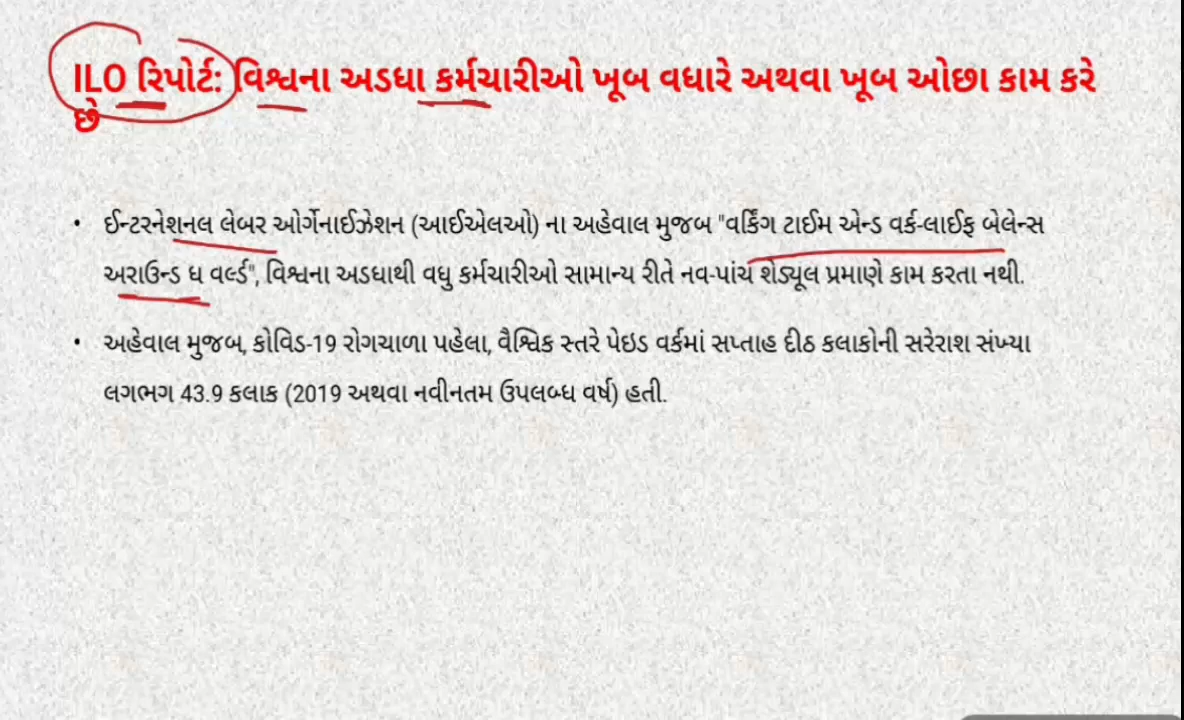 ILO રિપોર્ટ: વિશ્વના અડધા કર્મચારીઓ ખૂબ વધારે અથવા ખૂબ ઓછા કામ કરે
છે
• ઈન્ટરનેશનલ લેબર ઓર્ગેનાઈઝેશન (આઈએલઓ) ના અહેવાલ મુજબ "વર્કિંગ ટાઈમ એન્ડ વર્ક-લાઈફ બેલેન્સ
અરાઉન્ડ ધ વર્લ્ડ", વિશ્વના અડધાથી વધુ કર્મચારીઓ સામાન્ય રીતે નવ-પાંચ શેડ્યૂલ પ્રમાણે કામ કરતા નથી.
• અહેવાલ મુજબ, કોવિડ-19 રોગચાળા પહેલા, વૈશ્વિક સ્તરે પેઇડ વર્કમાં સપ્તાહ દીઠ કલાકોની સરેરાશ સંખ્યા
લગભગ 43.9 કલાક (2019 અથવા નવીનતમ ઉપલબ્ધ વર્ષ) હતી.